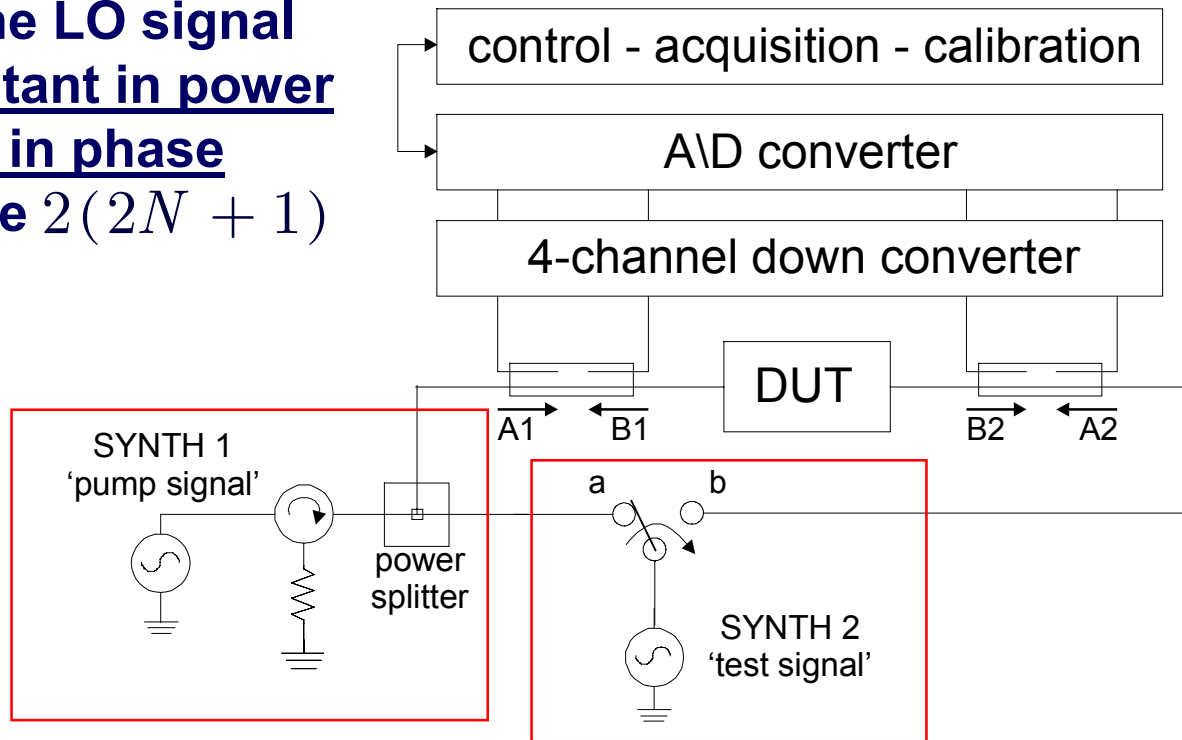 ne LO signal
tant in power
in phase
e 2(2N + 1)
control - acquisition - calibration
A\D converter
4-channel down converter
DUT
A1
B1
B2
A2
SYNTH 1
‘pump signal’
power
splitter
a
b
SYNTH 2
‘test signal’